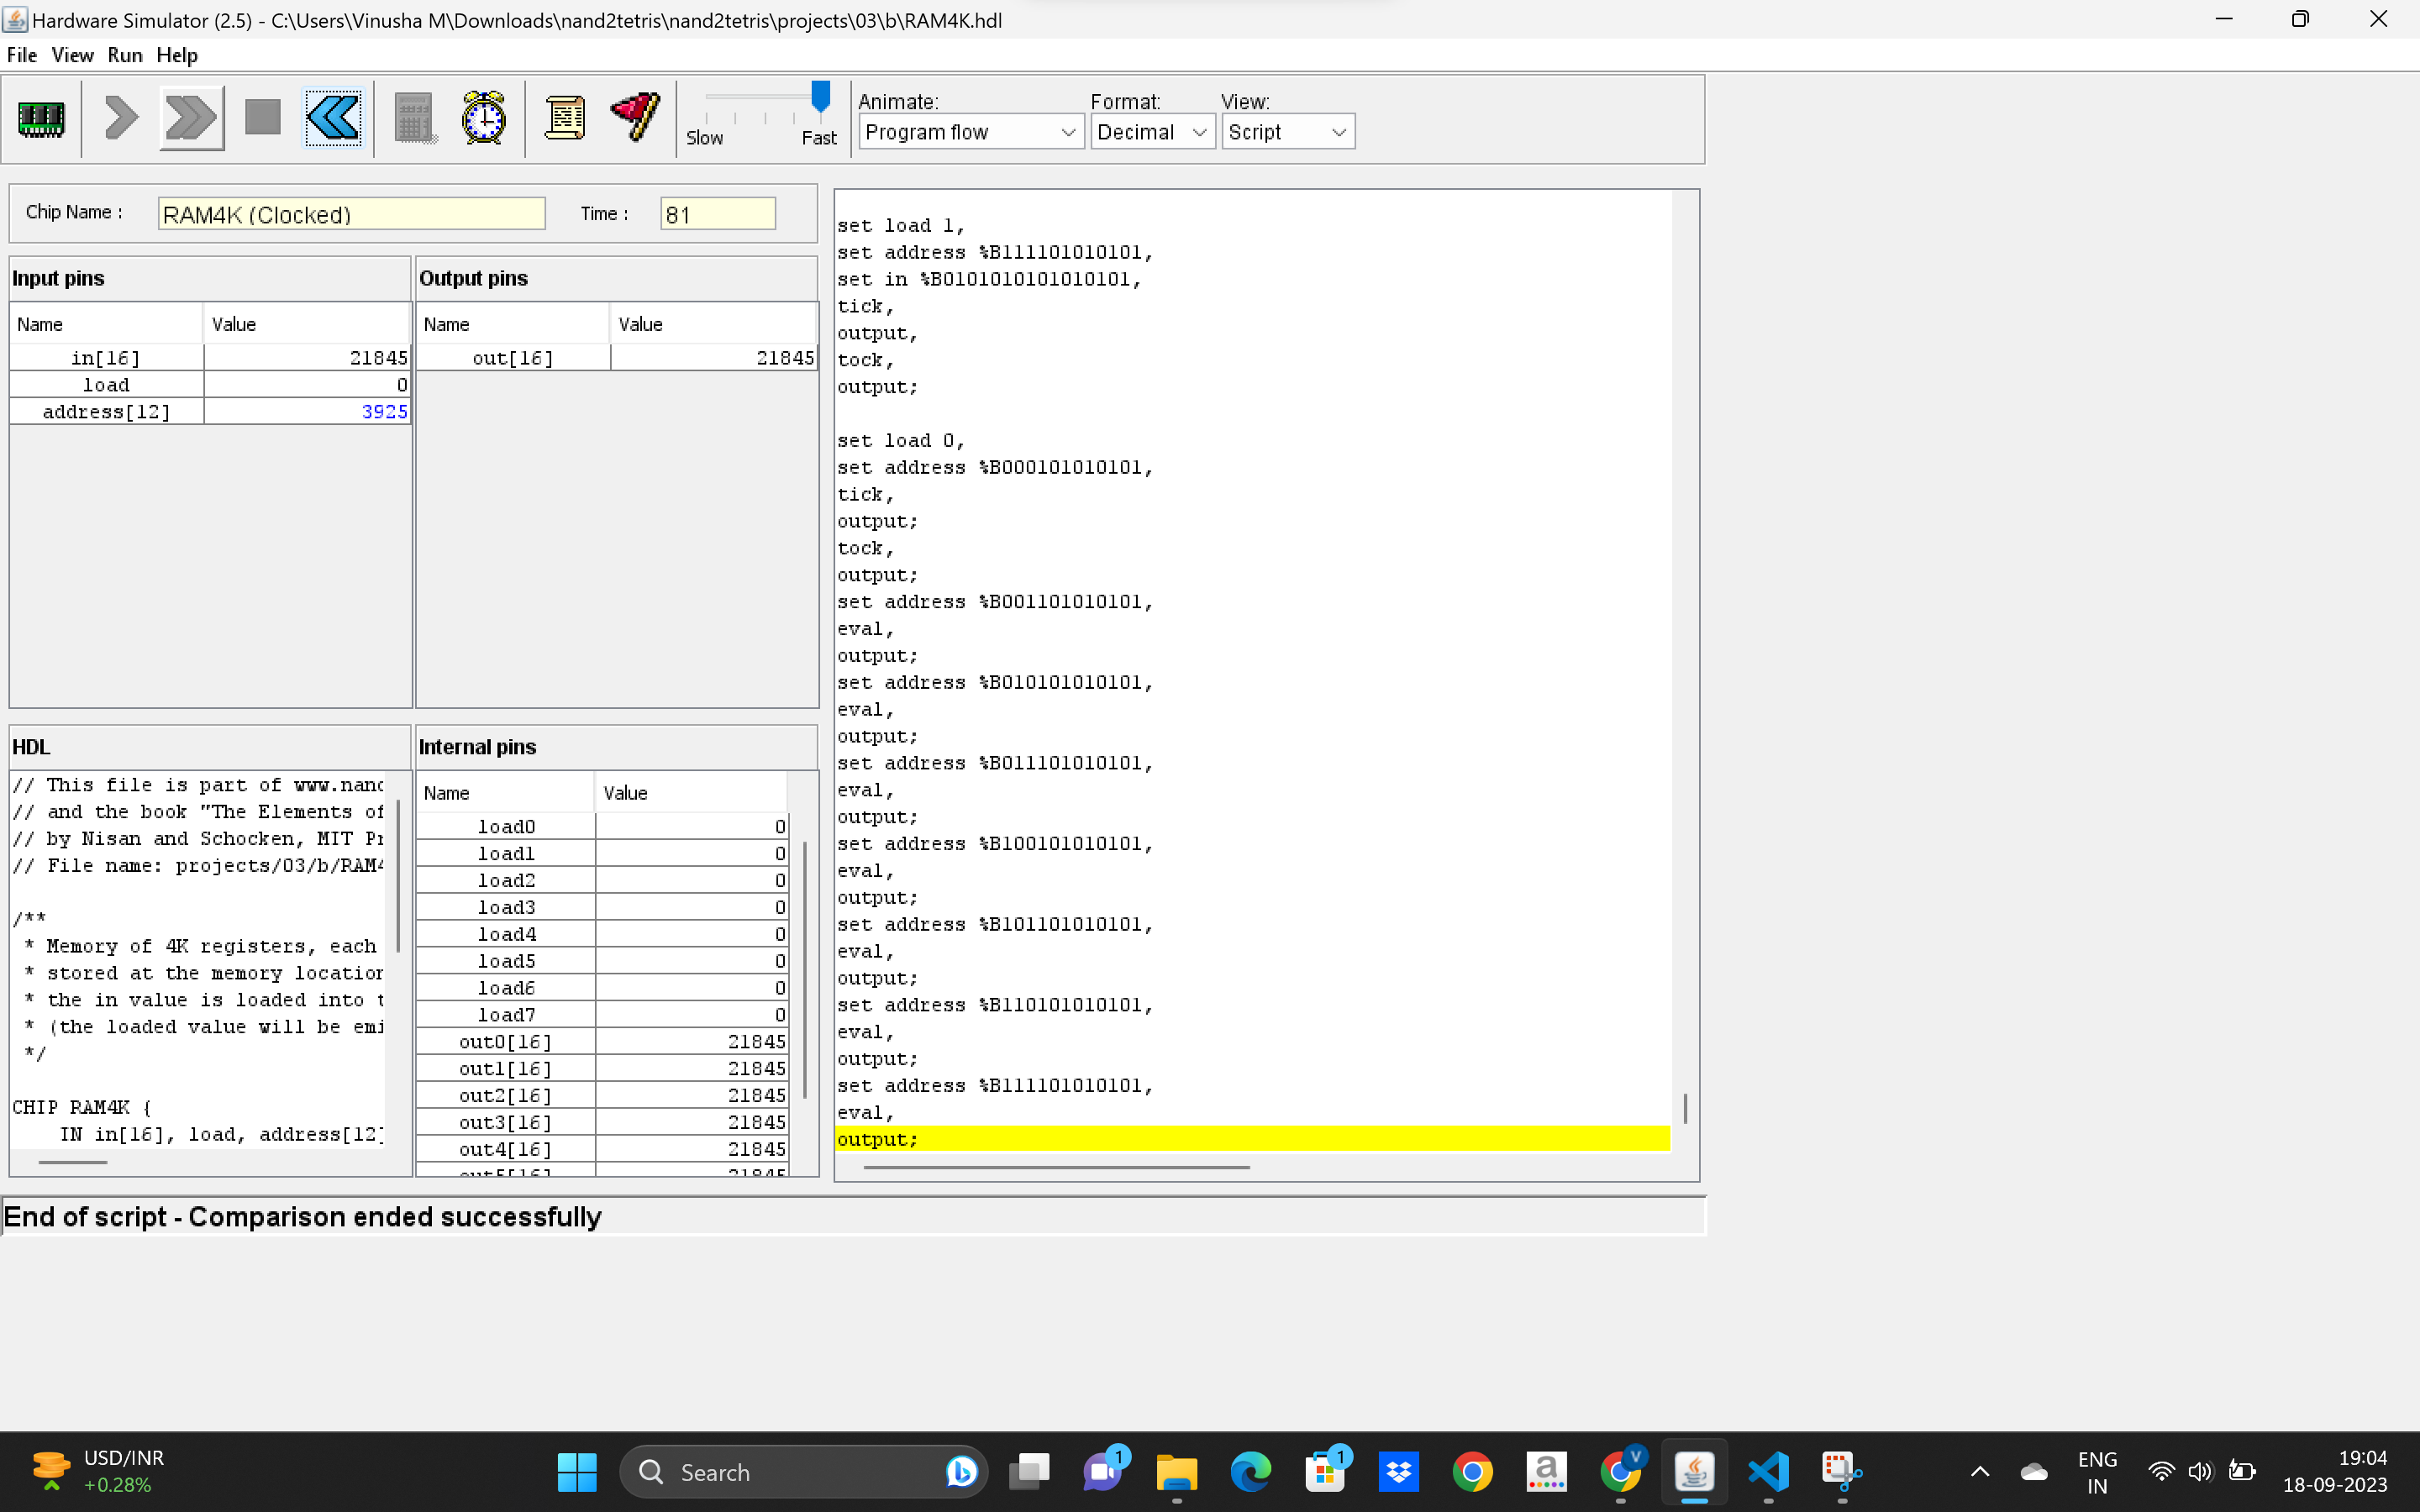 Hardware Simulator (2.5) - C:\Users\Vinusha M\Downloads\nand2tetris\nand2tetris\projects\03\b\RAM4K.hdl
File View Run Help
Slow Fast
Animate: Format: View:
Program flow Decimal Script
Chip Name : RAM4K (Clocked) Time : 81
Input pins
Name Value
in[16] 21845
load 0
address[12] 3925
Output pins
Name Value
out[16] 21845
HDL
// This file is part of www.nand
// and the book "The Elements of
// by Nisan and Schocken, MIT Pr
// File name: projects/03/b/RAM4
/**
* Memory of 4K registers, each
* stored at the memory location
* the in value is loaded into t
* (the loaded value will be emi
*/
CHIP RAM4K {
IN in[16], load, address[12]
Internal pins
Name Value
load0 0
load1 0
load2 0
load3 0
load4 0
load5 0
load6 0
load7 0
out0[16] 21845
out1[16] 21845
out2[16] 21845
out3[16] 21845
out4[16] 21845
out5[16] 21845
set load 1,
set address %B111101010101,
set in %B0101010101010101,
tick,
output,
tock,
output;
set load 0,
set address %B000101010101,
tick,
output;
tock,
output;
set address %B001101010101,
eval,
output;
set address %B010101010101,
eval,
output;
set address %B011101010101,
eval,
output;
set address %B100101010101,
eval,
output;
set address %B101101010101,
eval,
output;
set address %B110101010101,
eval,
output;
set address %B111101010101,
eval,
output;
End of script - Comparison ended successfully
USD/INR
+0.28%
Search
1
1
a
V
ENG
IN
19:04
18-09-2023